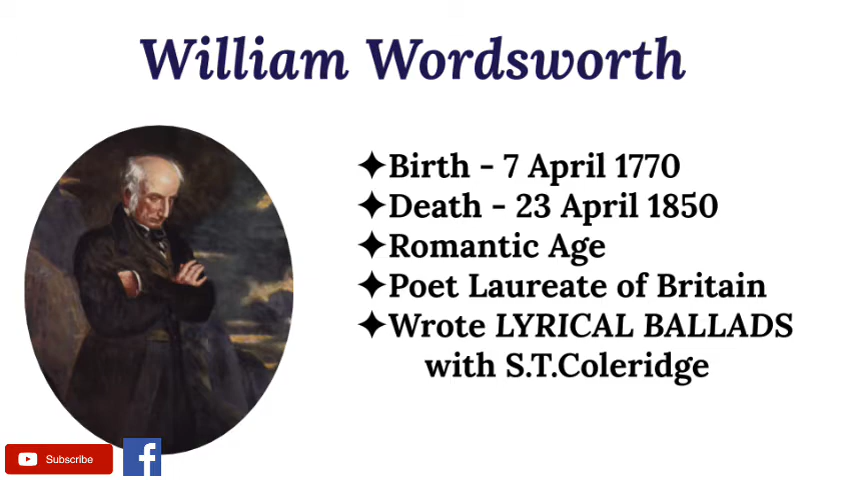 William Wordsworth
✦Birth - 7 April 1770
✦Death - 23 April 1850
✦Romantic Age
✦Poet Laureate of Britain
✦Wrote LYRICAL BALLADS
with S.T.Coleridge
Subscribe